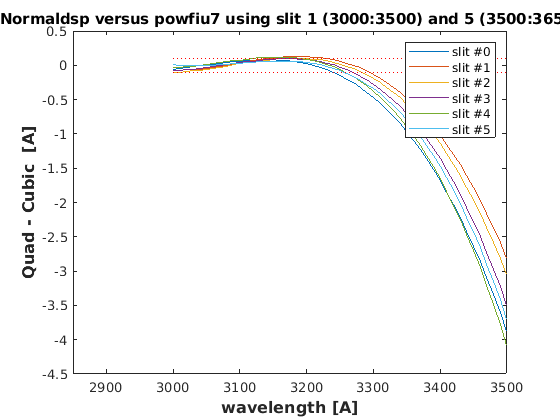 Normaldsp versus powfiu7 using slit 1 (3000:3500) and 5 (3500:365
0.5
0
-0.5
-1
-1.5
-2
-2.5
-3
-3.5
-4
-4.5
Quad - Cubic [A]
slit #0
slit #1
slit #2
slit #3
slit #4
slit #5
2900
3000
3100
3200
3300
3400
3500
wavelength [A]